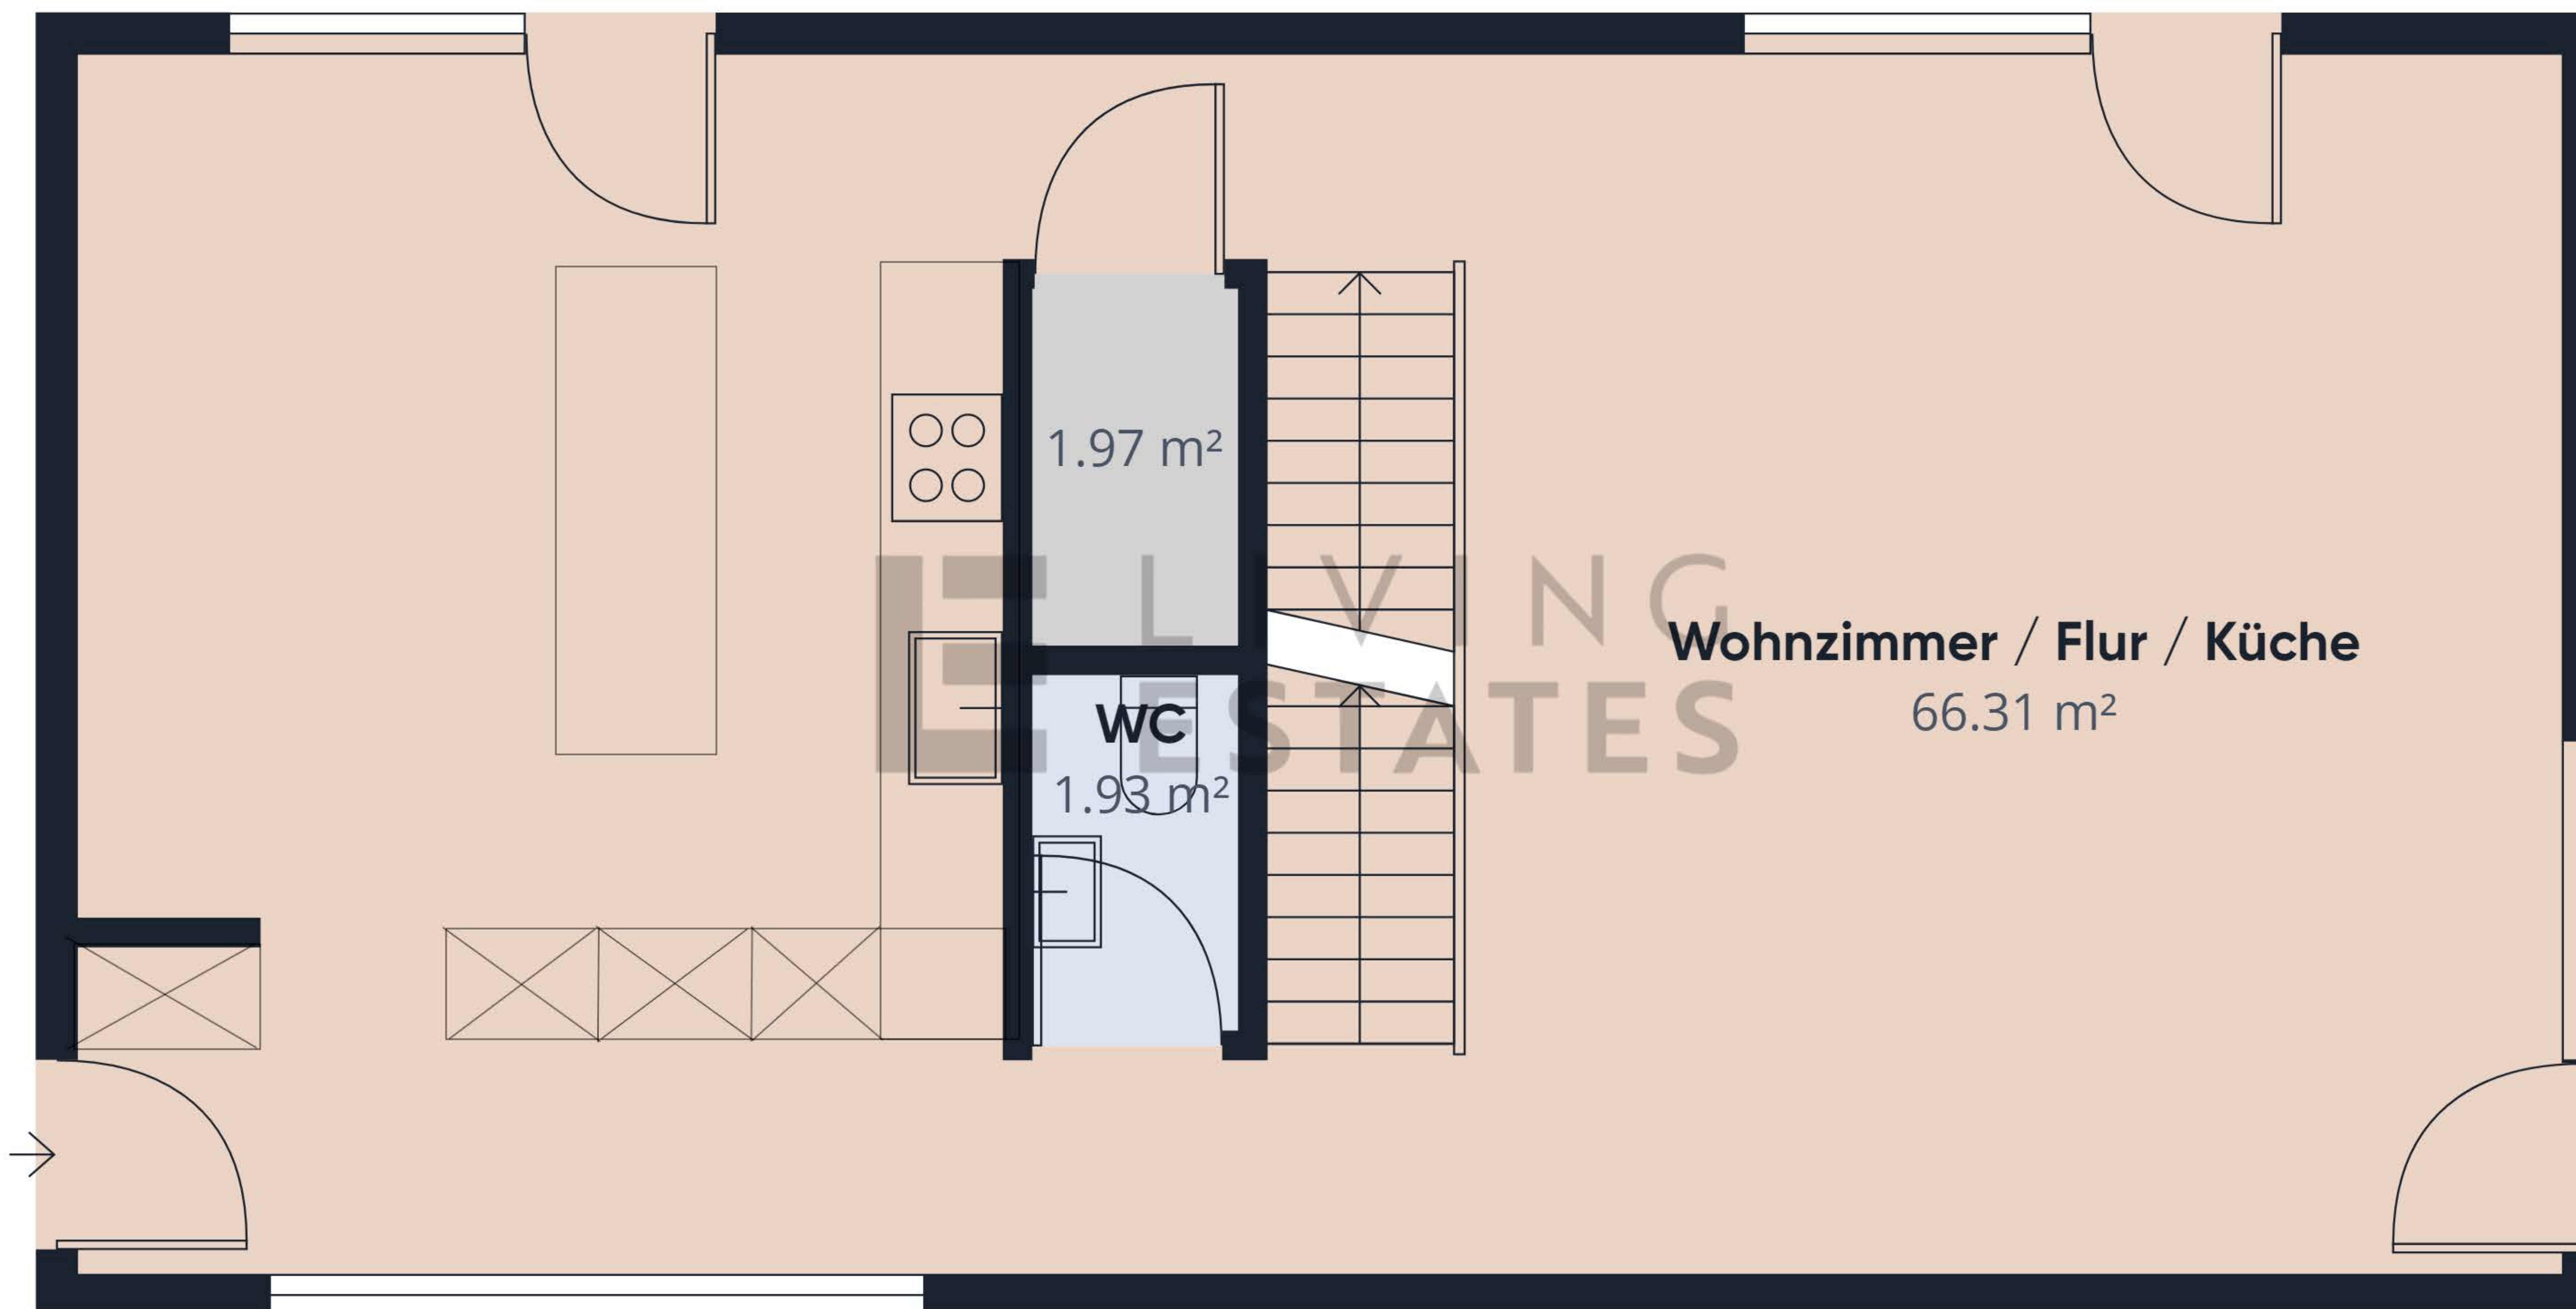 1.97 m²
LIVING
ESTATES
Wohnzimmer / Flur / Küche
66.31 m²
WC
1.93 m²